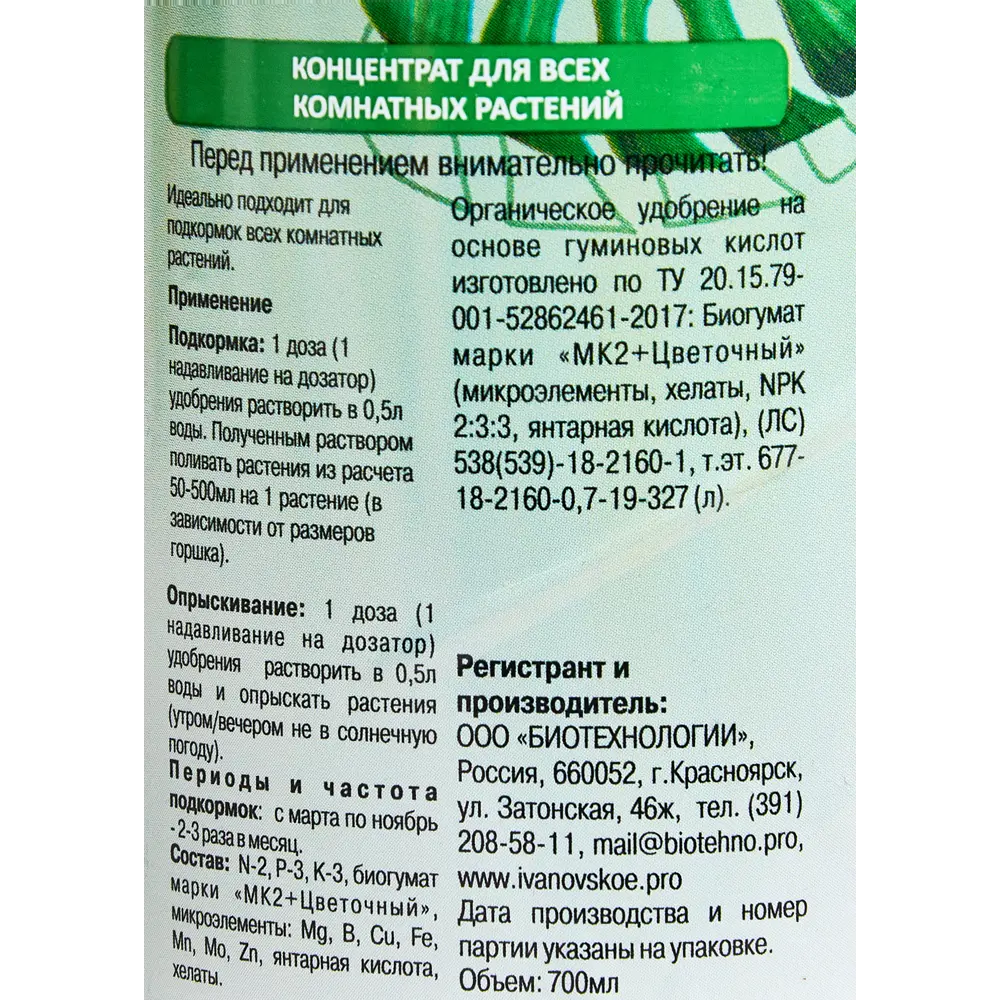 КОНЦЕНТРАТ ДЛЯ ВСЕХ
КОМНАТНЫХ РАСТЕНИЙ
Перед применением внимательно прочитать!
Идеально подходит для
подкормок всех комнатных
растений.
Применение
Подкормка: 1 доза (1
надавливание на дозатор)
удобрения растворить в 0,5л
воды. Полученным раствором
поливать растения из расчета
50-500мл на 1 растение (в
зависимости от размеров
горшка).
Опрыскивание: 1 доза (1
надавливание на дозатор)
удобрения растворить в 0,5л
воды и опрыскать растения
(утром/вечером не в солнечную
погоду).
Периоды и частота
подкормок: с марта по ноябрь
- 2-3 раза в месяц.
Состав: N-2, P-3, K-3, биогумат
марки «МК2+Цветочный»,
микроэлементы: Mg, B, Cu, Fe,
Mn, Mo, Zn, янтарная кислота,
хелаты.
Органическое удобрение на
основе гуминовых кислот
изготовлено по ТУ 20.15.79-
001-52862461-2017: Биогумат
марки «МК2+Цветочный»
(микроэлементы, хелаты, NPK
2:3:3, янтарная кислота), (ЛС)
538(539)-18-2160-1, т.эт. 677-
18-2160-0,7-19-327 (л).
Регистрант и
производитель:
ООО «БИОТЕХНОЛОГИИ»,
Россия, 660052, г.Красноярск,
ул. Затонская, 46ж, тел. (391)
208-58-11, mail@biotehno.pro,
www.ivanovskoe.pro
Дата производства и номер
партии указаны на упаковке.
Объем: 700мл